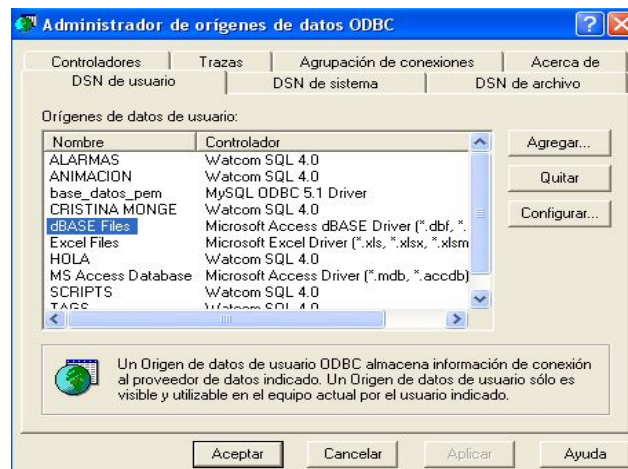 Administrador de orígenes de datos ODBC
Controladores Trazas Agrupación de conexiones Acerca de
DSN de usuario DSN de sistema DSN de archivo
Orígenes de datos de usuario:
Nombre Controlador
ALARMAS Watcom SQL 4.0
ANIMACION Watcom SQL 4.0
base_datos_pem MySQL ODBC 5.1 Driver
CRISTINA MONGE Watcom SQL 4.0
dBASE Files Microsoft Access dBASE Driver (*.dbf, *.
Excel Files Microsoft Excel Driver (*.xls, *.xlsx, *.xlsm
HOLA Watcom SQL 4.0
MS Access Database Microsoft Access Driver (*.mdb, *.accdb)
SCRIPTS Watcom SQL 4.0
TAGS Watcom SQL 4.0
Agregar...
Quitar
Configurar...
Un Origen de datos de usuario ODBC almacena información de conexión
al proveedor de datos indicado. Un Origen de datos de usuario sólo es
visible y utilizable en el equipo actual por el usuario indicado.
Aceptar Cancelar Aplicar Ayuda